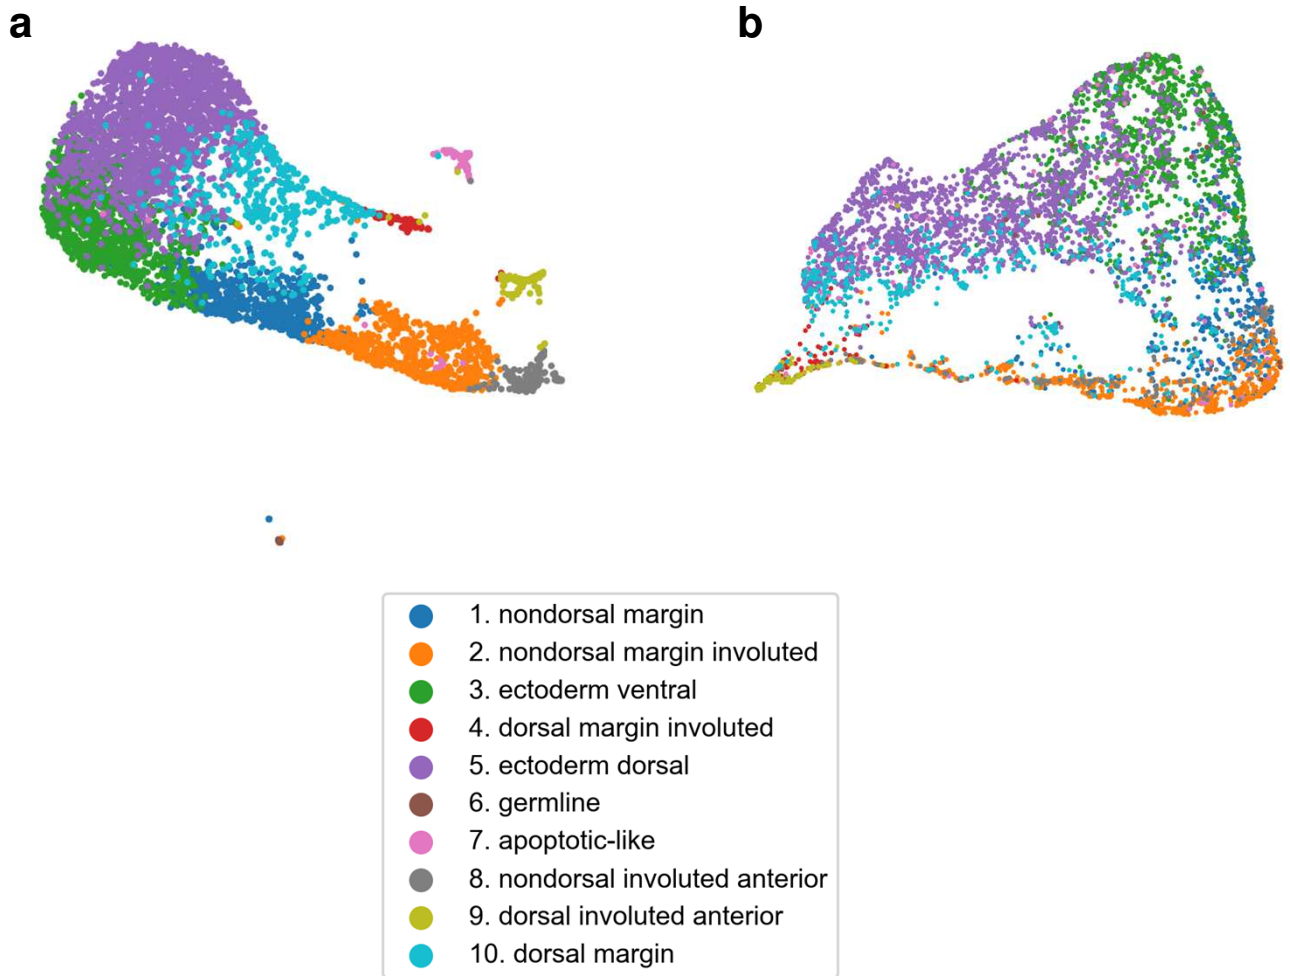 a
b
1. nondorsal margin
2. nondorsal margin involuted
3. ectoderm ventral
4. dorsal margin involuted
5. ectoderm dorsal
6. germline
7. apoptotic-like
8. nondorsal involuted anterior
9. dorsal involuted anterior
10. dorsal margin